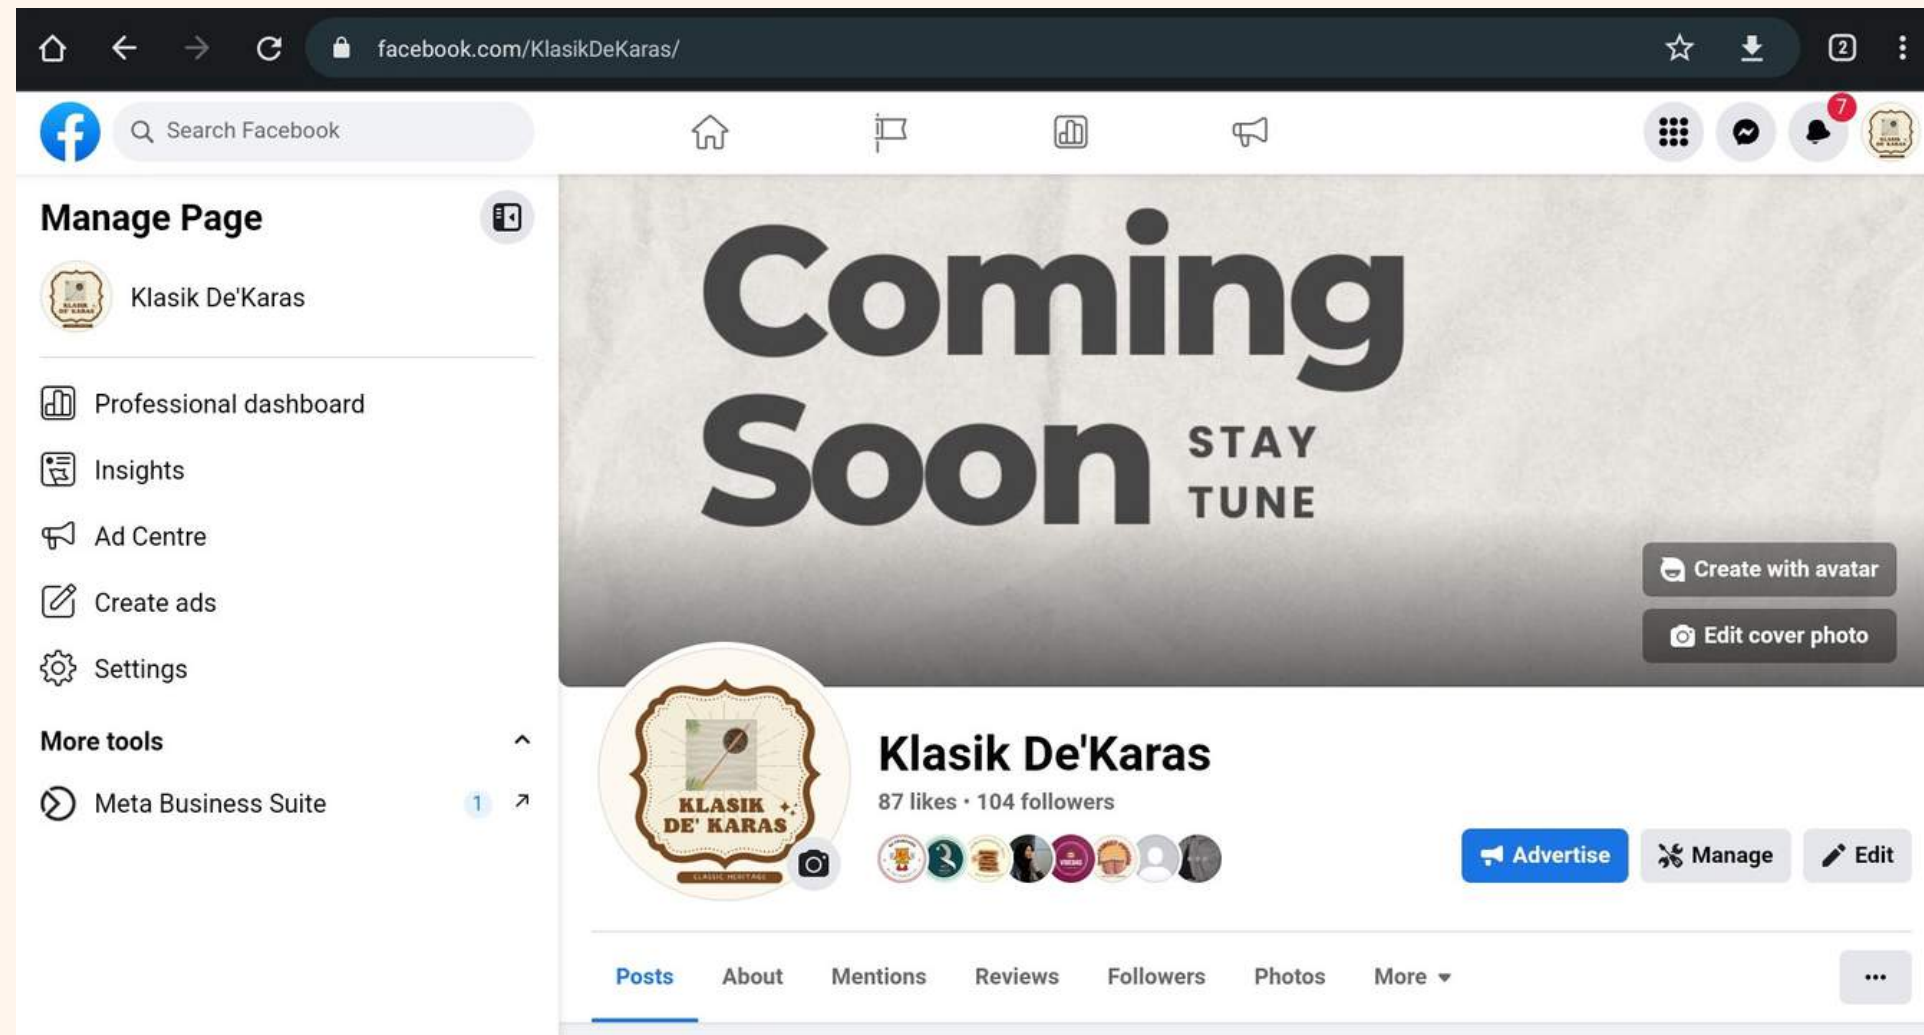 2
facebook.com/KlasikDeKaras/
Search Facebook
7
Manage Page
Klasik De'Karas
Professional dashboard
Insights
Ad Centre
Create ads
Settings
More tools
Meta Business Suite 1
Coming
Soon
STAY
TUNE
Create with avatar
Edit cover photo
KLASIK
DE' KARAS
CLASSIC HERITAGE
Klasik De'Karas
87 likes · 104 followers
Advertise
Manage
Edit
Posts About Mentions Reviews Followers Photos More